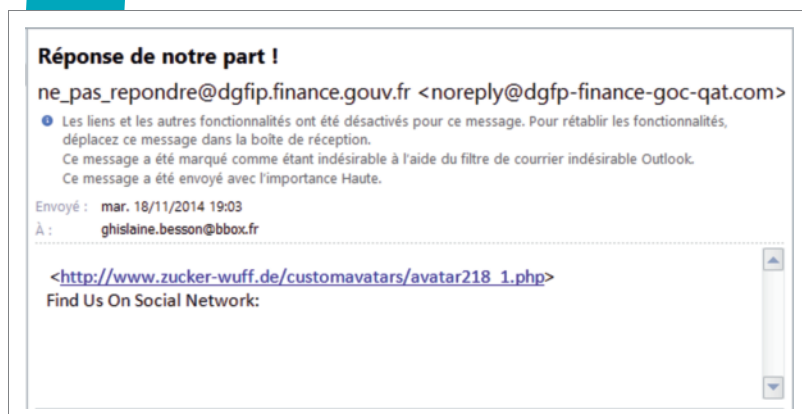 Réponse de notre part !
ne_pas_repondre@dgfip.finance.gouv.fr <noreply@dgfp-finance-goc-qat.com>
Les liens et les autres fonctionnalités ont été désactivés pour ce message. Pour rétablir les fonctionnalités,
déplacez ce message dans la boîte de réception.
Ce message a été marqué comme étant indésirable à l'aide du filtre de courrier indésirable Outlook.
Ce message a été envoyé avec l'importance Haute.
Envoyé : mar. 18/11/2014 19:03
À : ghislaine.besson@bbox.fr
<http://www.zucker-wuff.de/customavatars/avatar218_1.php>
Find Us On Social Network: